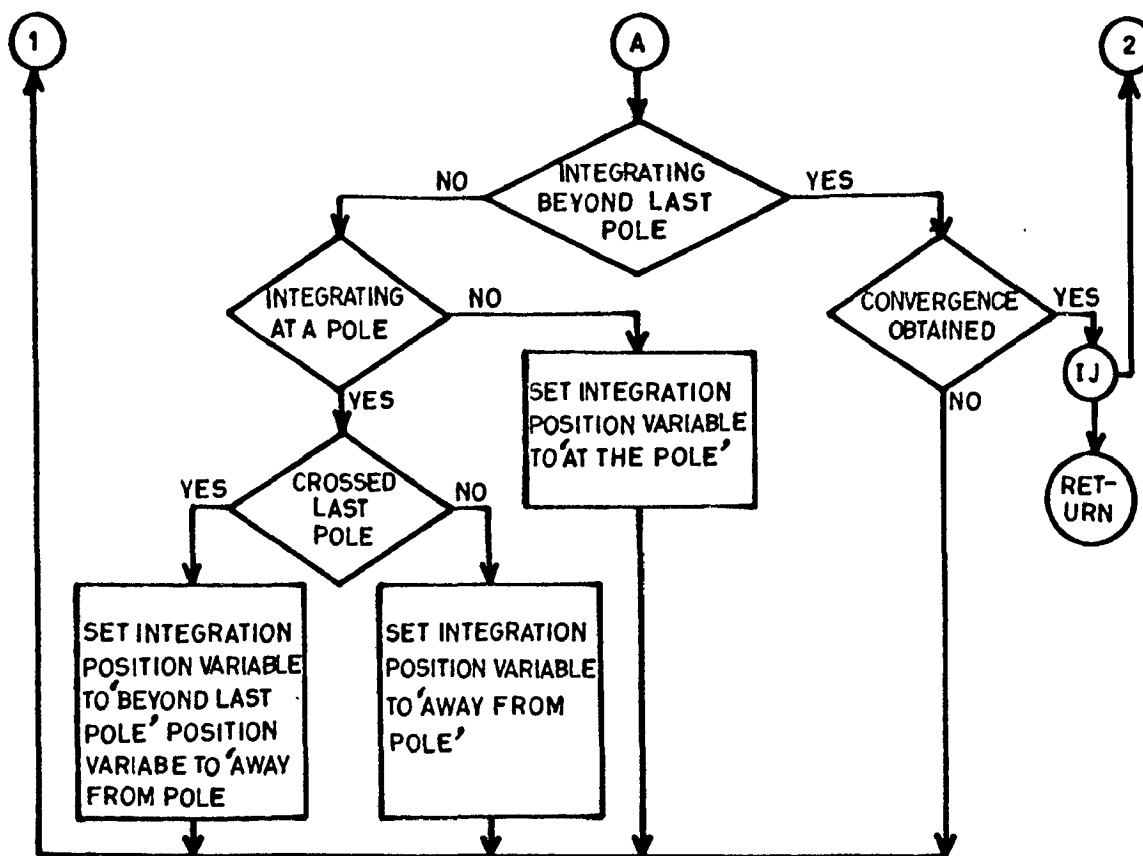 1
A
2
INTEGRATING
BEYOND LAST
POLE
NO
YES
INTEGRATING
AT A POLE
NO
YES
CONVERGENCE
OBTAINED
YES
NO
IJ
RET-
URN
SET INTEGRATION
POSITION VARIABLE
TO 'AT THE POLE'
CROSSED
LAST
POLE
YES
NO
SET INTEGRATION
POSITION VARIABLE
TO 'BEYOND LAST
POLE' POSITION
VARIABE TO 'AWAY
FROM POLE
SET INTEGRATION
POSITION VARIABLE
TO 'AWAY FROM
POLE'